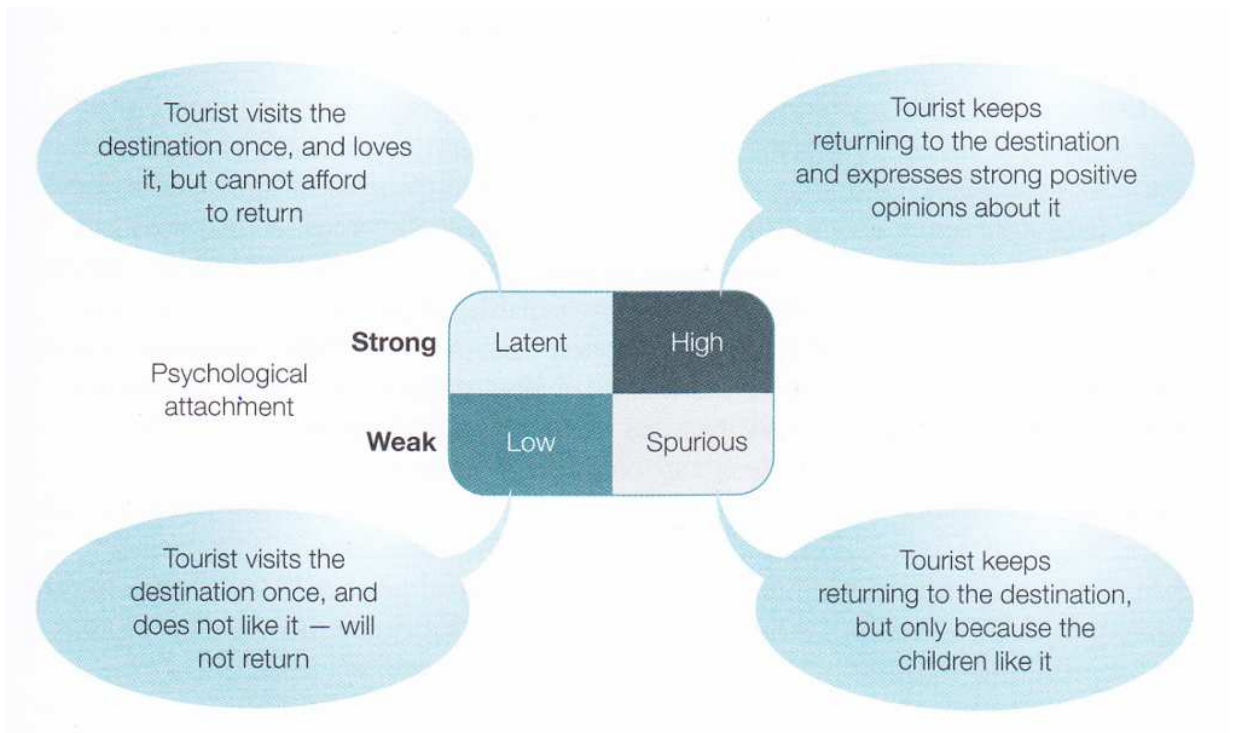 Tourist visits the
destination once, and loves
it, but cannot afford
to return
Tourist keeps
returning to the destination
and expresses strong positive
opinions about it
Strong
Latent
High
Psychological
attachment
Weak
Low
Spurious
Tourist visits the
destination once, and
does not like it — will
not return
Tourist keeps
returning to the destination,
but only because the
children like it